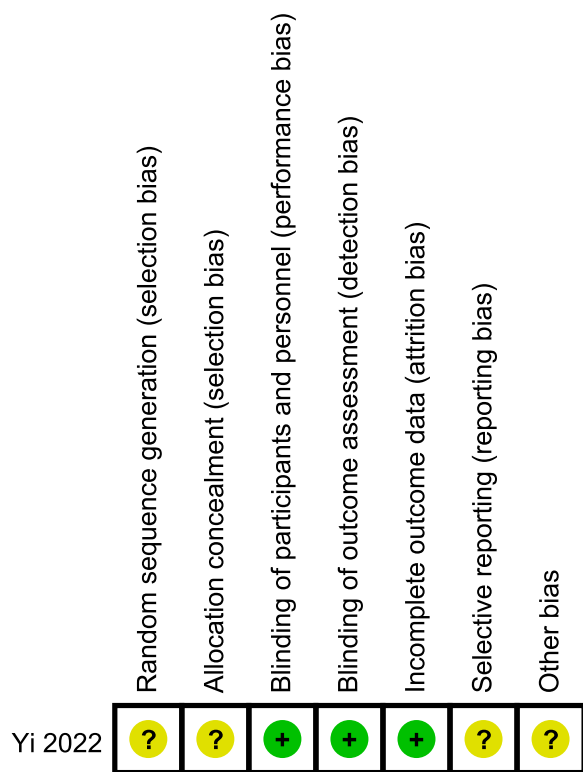 Random sequence generation (selection bias)
Allocation concealment (selection bias)
Blinding of participants and personnel (performance bias)
Blinding of outcome assessment (detection bias)
Incomplete outcome data (attrition bias)
Selective reporting (reporting bias)
Other bias
Yi 2022 ? ? + + + ? ?